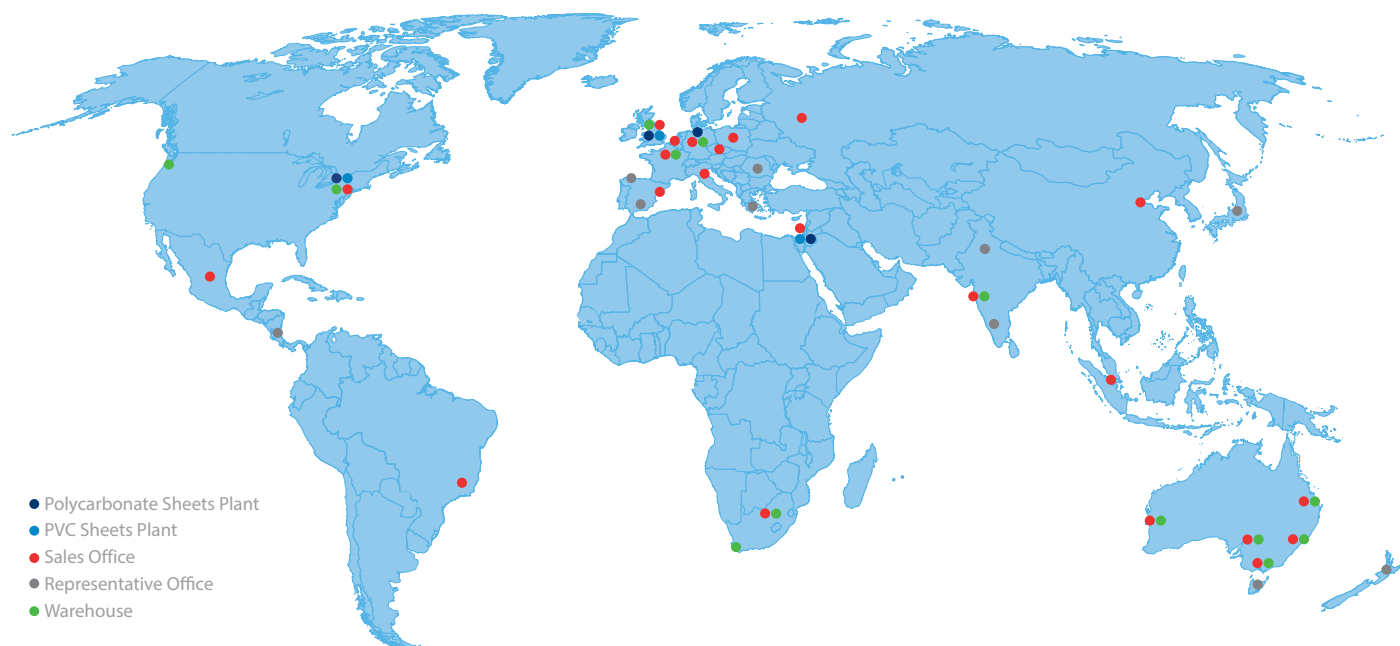 Polycarbonate Sheets Plant
PVC Sheets Plant
Sales Office
Representative Office
Warehouse